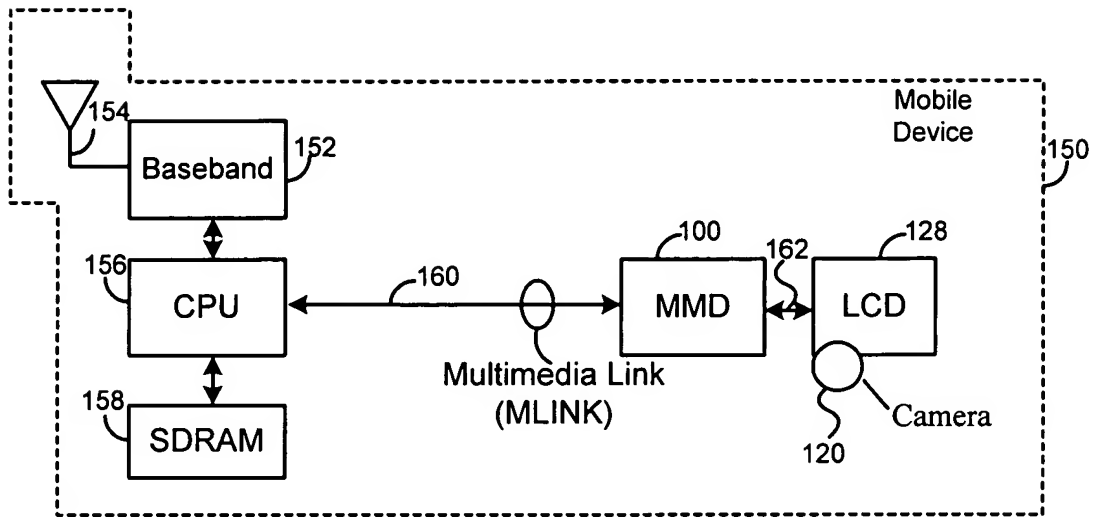 Mobile
Device
154
Baseband
152
150
156
CPU
160
100
MMD
162
128
LCD
Multimedia Link
(MLINK)
158
SDRAM
Camera
120